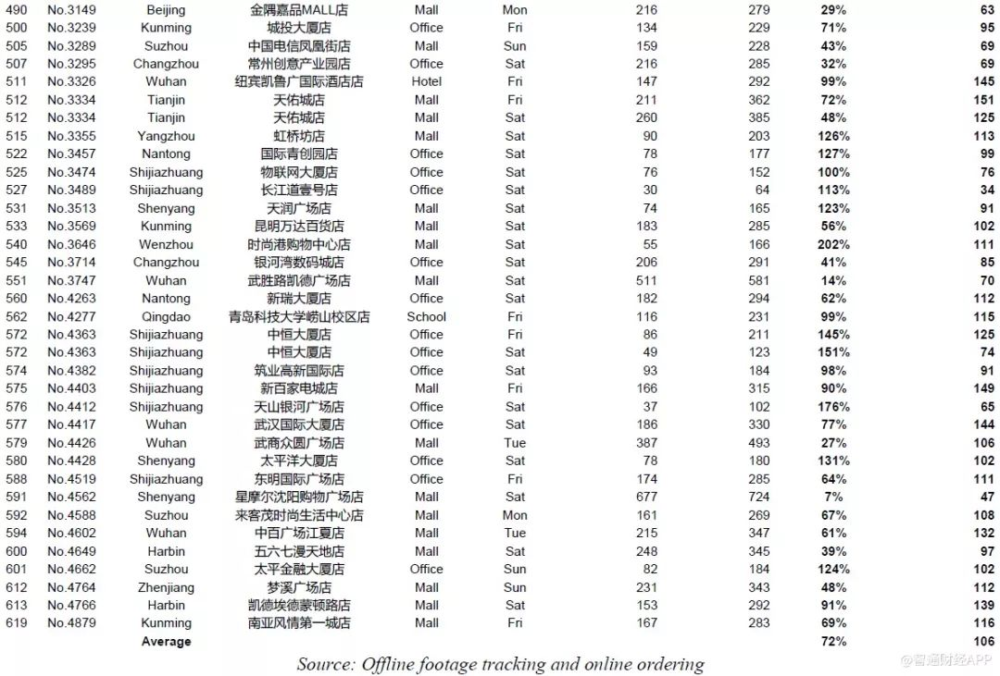 490 No.3149 Beijing 金隅嘉品MALL店 Mall Mon 216 279 29% 63
500 No.3239 Kunming 城投大厦店 Office Fri 134 229 71% 95
505 No.3289 Suzhou 中国电信凤凰街店 Mall Sun 159 228 43% 69
507 No.3295 Changzhou 常州创意产业园店 Office Sat 216 285 32% 69
511 No.3326 Wuhan 纽宾凯鲁广国际酒店店 Hotel Fri 147 292 99% 145
512 No.3334 Tianjin 天佑城店 Mall Fri 211 362 72% 151
512 No.3334 Tianjin 天佑城店 Mall Sat 260 385 48% 125
515 No.3355 Yangzhou 虹桥坊店 Mall Sat 90 203 126% 113
522 No.3457 Nantong 国际青创园店 Office Sat 78 177 127% 99
525 No.3474 Shijiazhuang 物联网大厦店 Office Sat 76 152 100% 76
527 No.3489 Shijiazhuang 长江道壹号店 Office Sat 30 64 113% 34
531 No.3513 Shenyang 天润广场店 Mall Sat 74 165 123% 91
533 No.3569 Kunming 昆明万达百货店 Mall Sat 183 285 56% 102
540 No.3646 Wenzhou 时尚港购物中心店 Mall Sat 55 166 202% 111
545 No.3714 Changzhou 银河湾数码城店 Office Sat 206 291 41% 85
551 No.3747 Wuhan 武胜路凯德广场店 Mall Sat 511 581 14% 70
560 No.4263 Nantong 新瑞大厦店 Office Sat 182 294 62% 112
562 No.4277 Qingdao 青岛科技大学崂山校区店 School Fri 116 231 99% 115
572 No.4363 Shijiazhuang 中恒大厦店 Office Fri 86 211 145% 125
572 No.4363 Shijiazhuang 中恒大厦店 Office Sat 49 123 151% 74
574 No.4382 Shijiazhuang 筑业高新国际店 Office Sat 93 184 98% 91
575 No.4403 Shijiazhuang 新百家电城店 Mall Fri 166 315 90% 149
576 No.4412 Shijiazhuang 天山银河广场店 Office Sat 37 102 176% 65
577 No.4417 Wuhan 武汉国际大厦店 Office Sat 186 330 77% 144
579 No.4426 Wuhan 武商众圆广场店 Mall Tue 387 493 27% 106
580 No.4428 Shenyang 太平洋大厦店 Office Sat 78 180 131% 102
588 No.4519 Shijiazhuang 东明国际广场店 Office Fri 174 285 64% 111
591 No.4562 Shenyang 星摩尔沈阳购物广场店 Mall Sat 677 724 7% 47
592 No.4588 Suzhou 来客茂时尚生活中心店 Mall Mon 161 269 67% 108
594 No.4602 Wuhan 中百广场江夏店 Mall Tue 215 347 61% 132
600 No.4649 Harbin 五六七漫天地店 Mall Sat 248 345 39% 97
601 No.4662 Suzhou 太平金融大厦店 Office Sun 82 184 124% 102
612 No.4764 Zhenjiang 梦溪广场店 Mall Sun 231 343 48% 112
613 No.4766 Harbin 凯德埃德蒙顿路店 Mall Sat 153 292 91% 139
619 No.4879 Kunming 南亚风情第一城店 Mall Fri 167 283 69% 116
Average 72% 106
Source: Offline footage tracking and online ordering
@智通财经APP